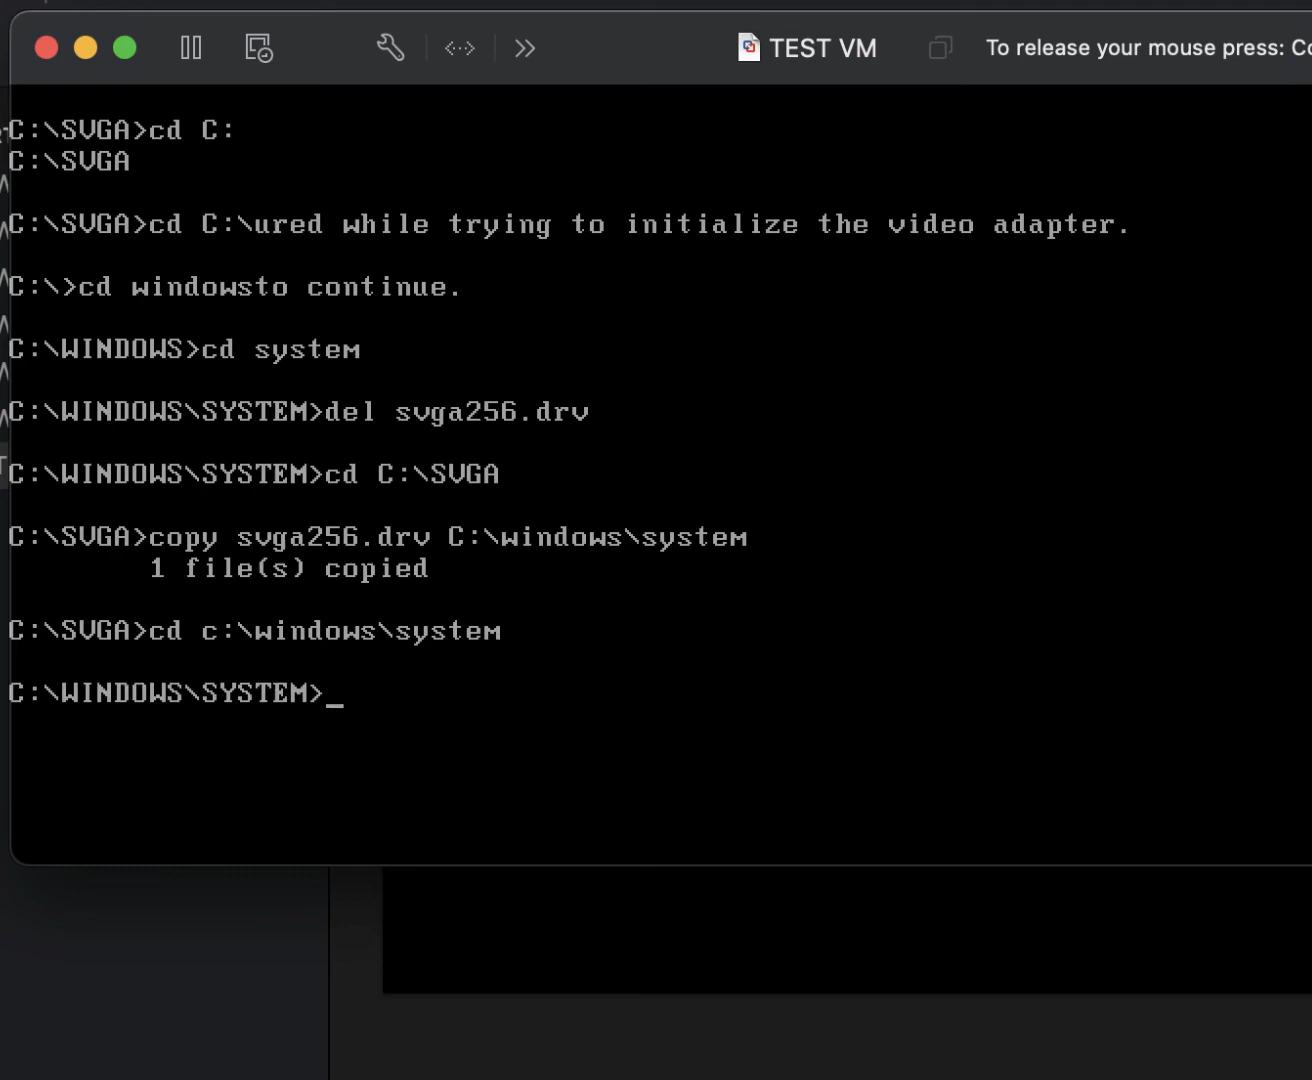 TEST VM
To release your mouse press:
C:\SVGA>cd C:
C:\SVGA
C:\SVGA>cd C:\ured while trying to initialize the video adapter.
C:\>cd windowsto continue.
C:\WINDOWS>cd system
C:\WINDOWS\SYSTEM>del svga256.drv
C:\WINDOWS\SYSTEM>cd C:\SVGA
C:\SVGA>copy svga256.drv C:\windows\system
1 file(s) copied
C:\SVGA>cd c:\windows\system
C:\WINDOWS\SYSTEM>_